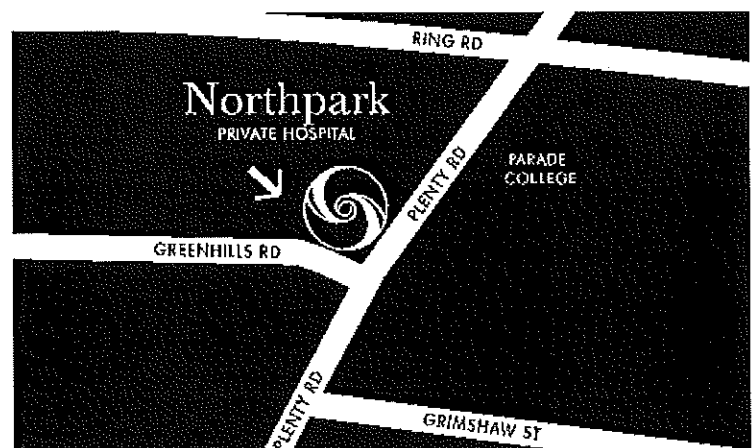 RING RD
Northpark
PRIVATE HOSPITAL
PARADE
COLLEGE
PLENTY RD
GREENHILLS RD
PLENTY RD
GRIMSHAW ST